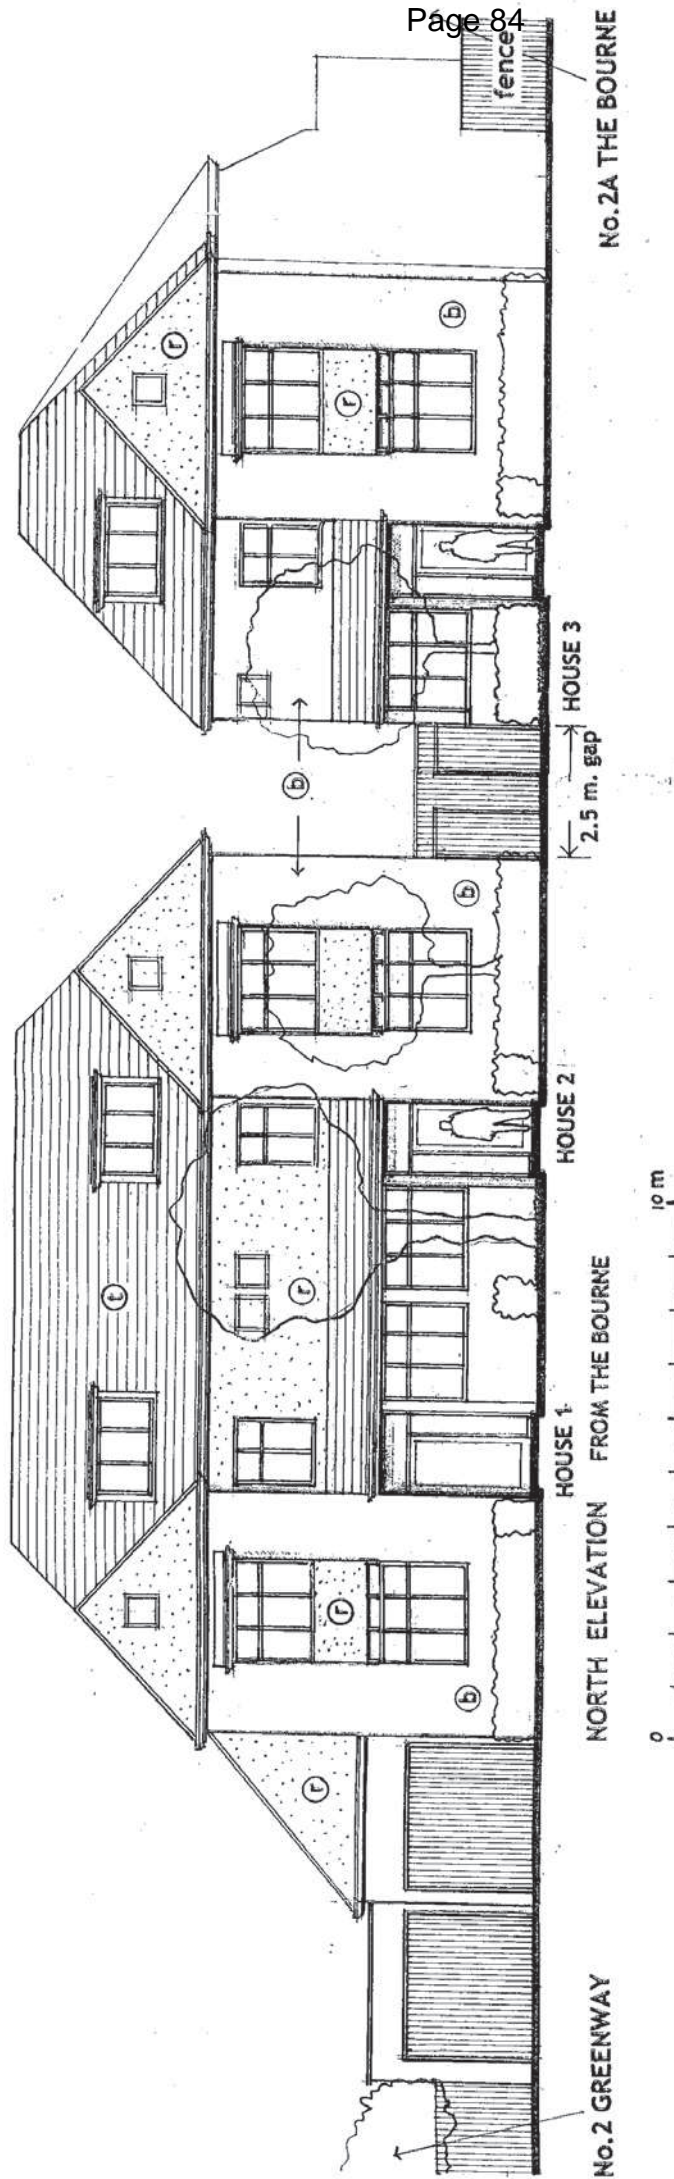 Page 84
t
r
r
r
b
r
b
b
r
b
fence
No. 2 GREENWAY
HOUSE 1
HOUSE 2
HOUSE 3
2.5 m. gap
No. 2A THE BOURNE
NORTH ELEVATION FROM THE BOURNE
0
10 m